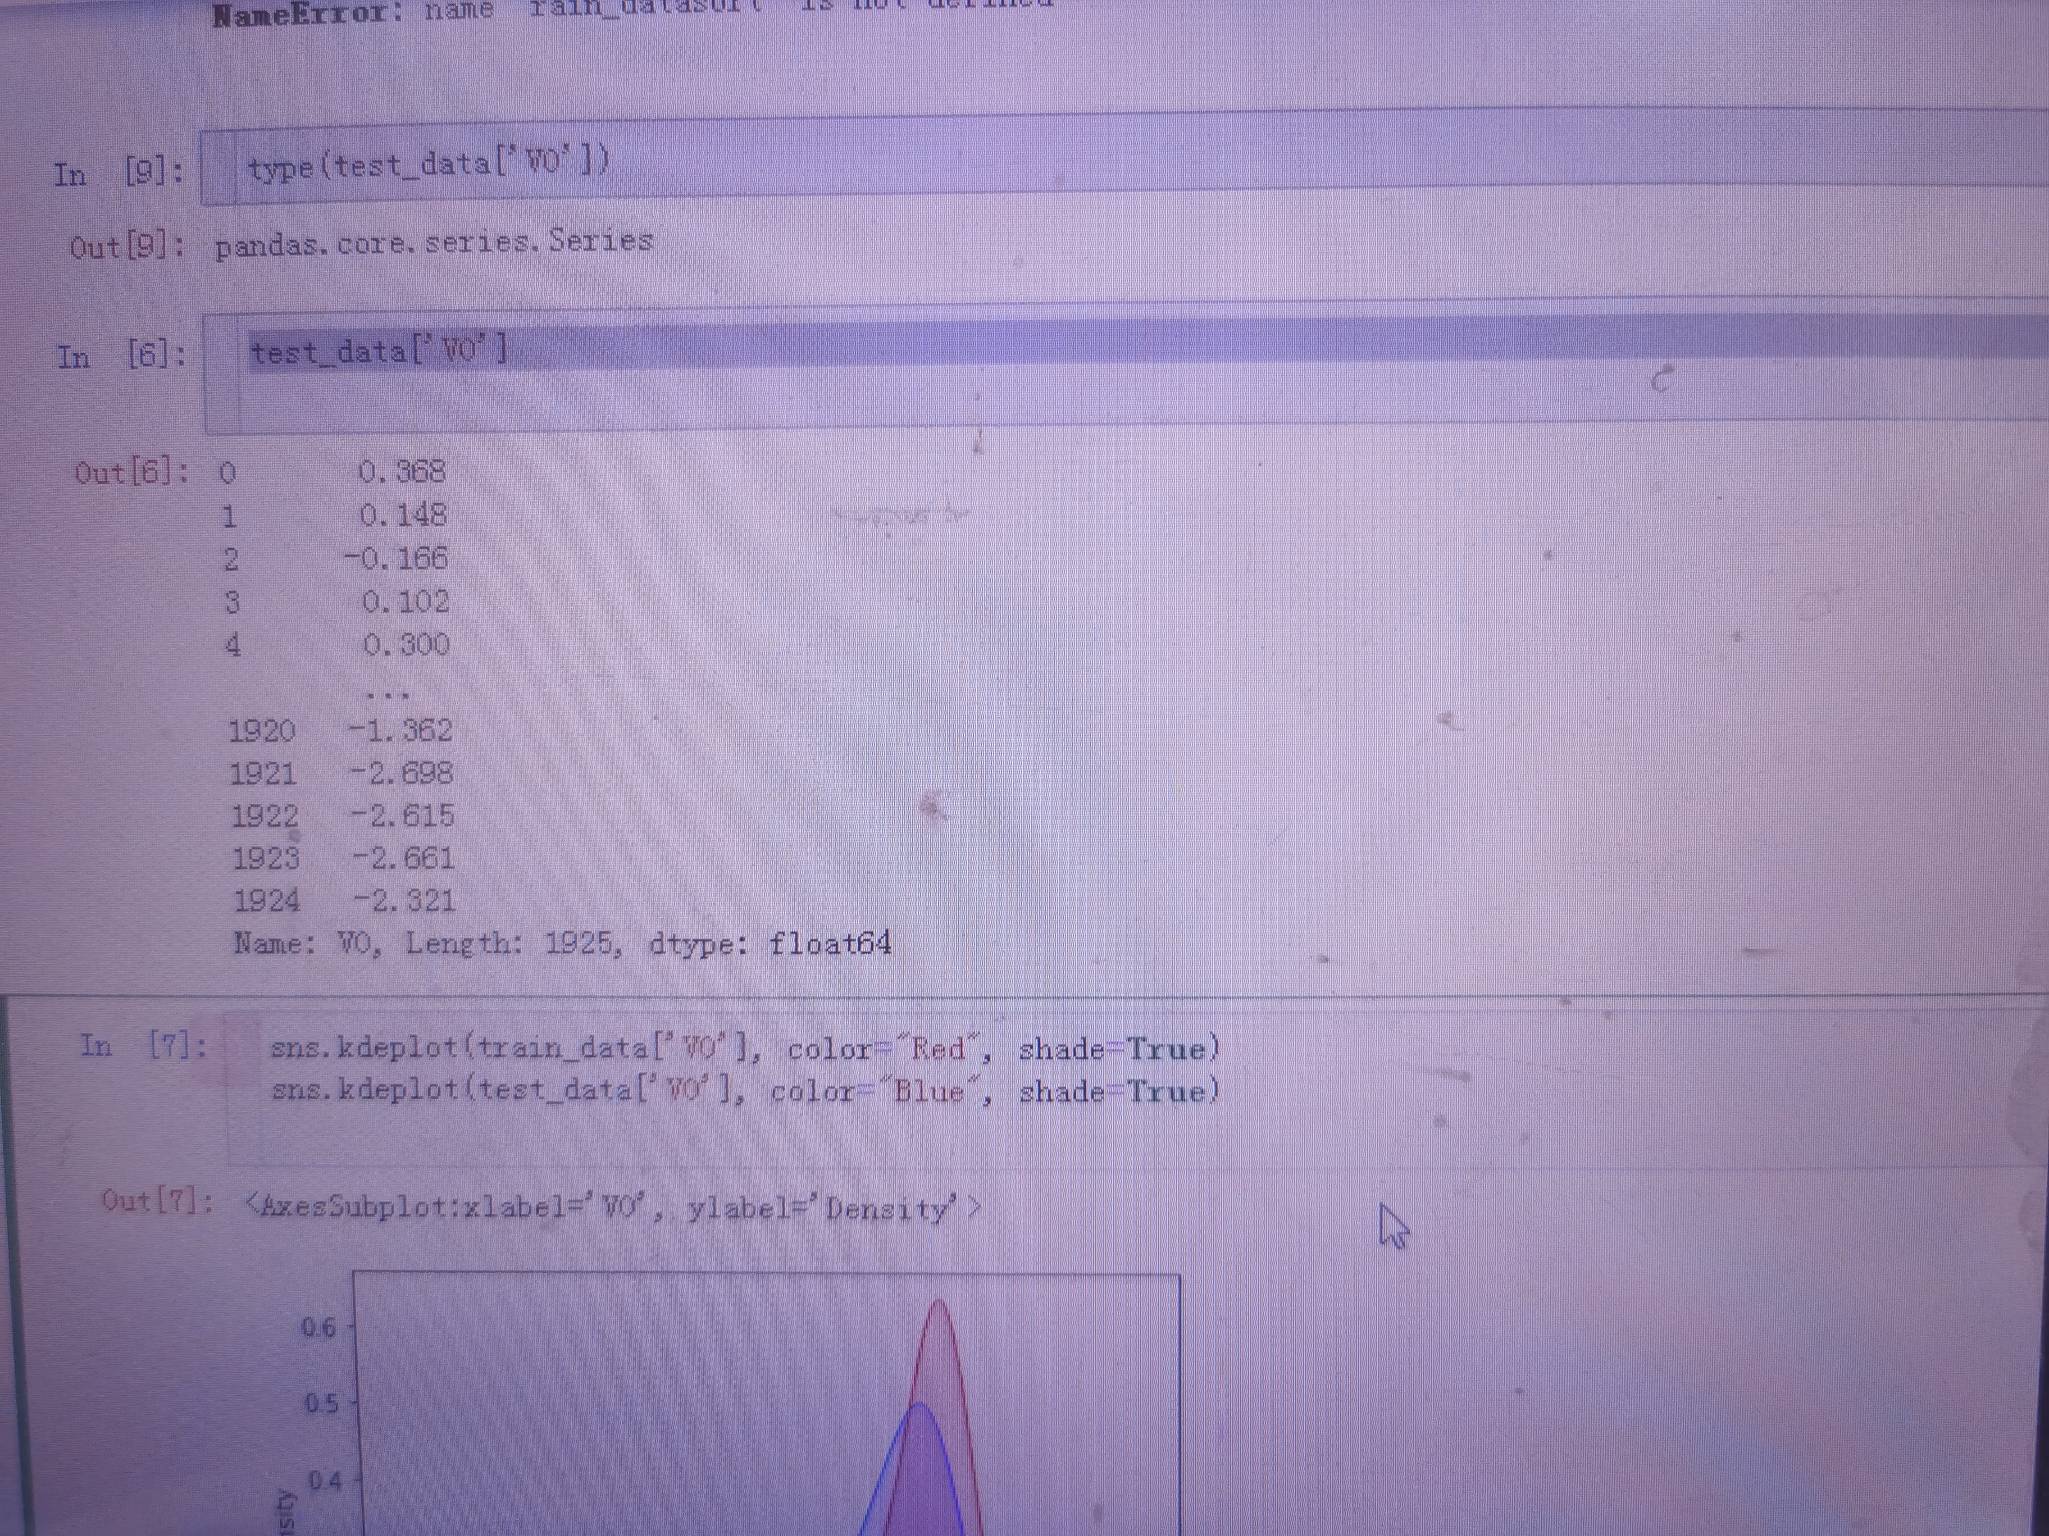 NameError: name 'rain_datasort' is not defined
In [9]: type(test_data['V0'])
Out[9]: pandas.core.series.Series
In [6]: test_data['V0']
Out[6]: 0 0.368
1 0.148
2 -0.166
3 0.102
4 0.300
...
1920 -1.362
1921 -2.698
1922 -2.615
1923 -2.661
1924 -2.321
Name: V0, Length: 1925, dtype: float64
In [7]: sns.kdeplot(train_data['V0'], color="Red", shade=True)
sns.kdeplot(test_data['V0'], color="Blue", shade=True)
Out[7]: <AxesSubplot:xlabel='V0', ylabel='Density'>
0.6
0.5
0.4